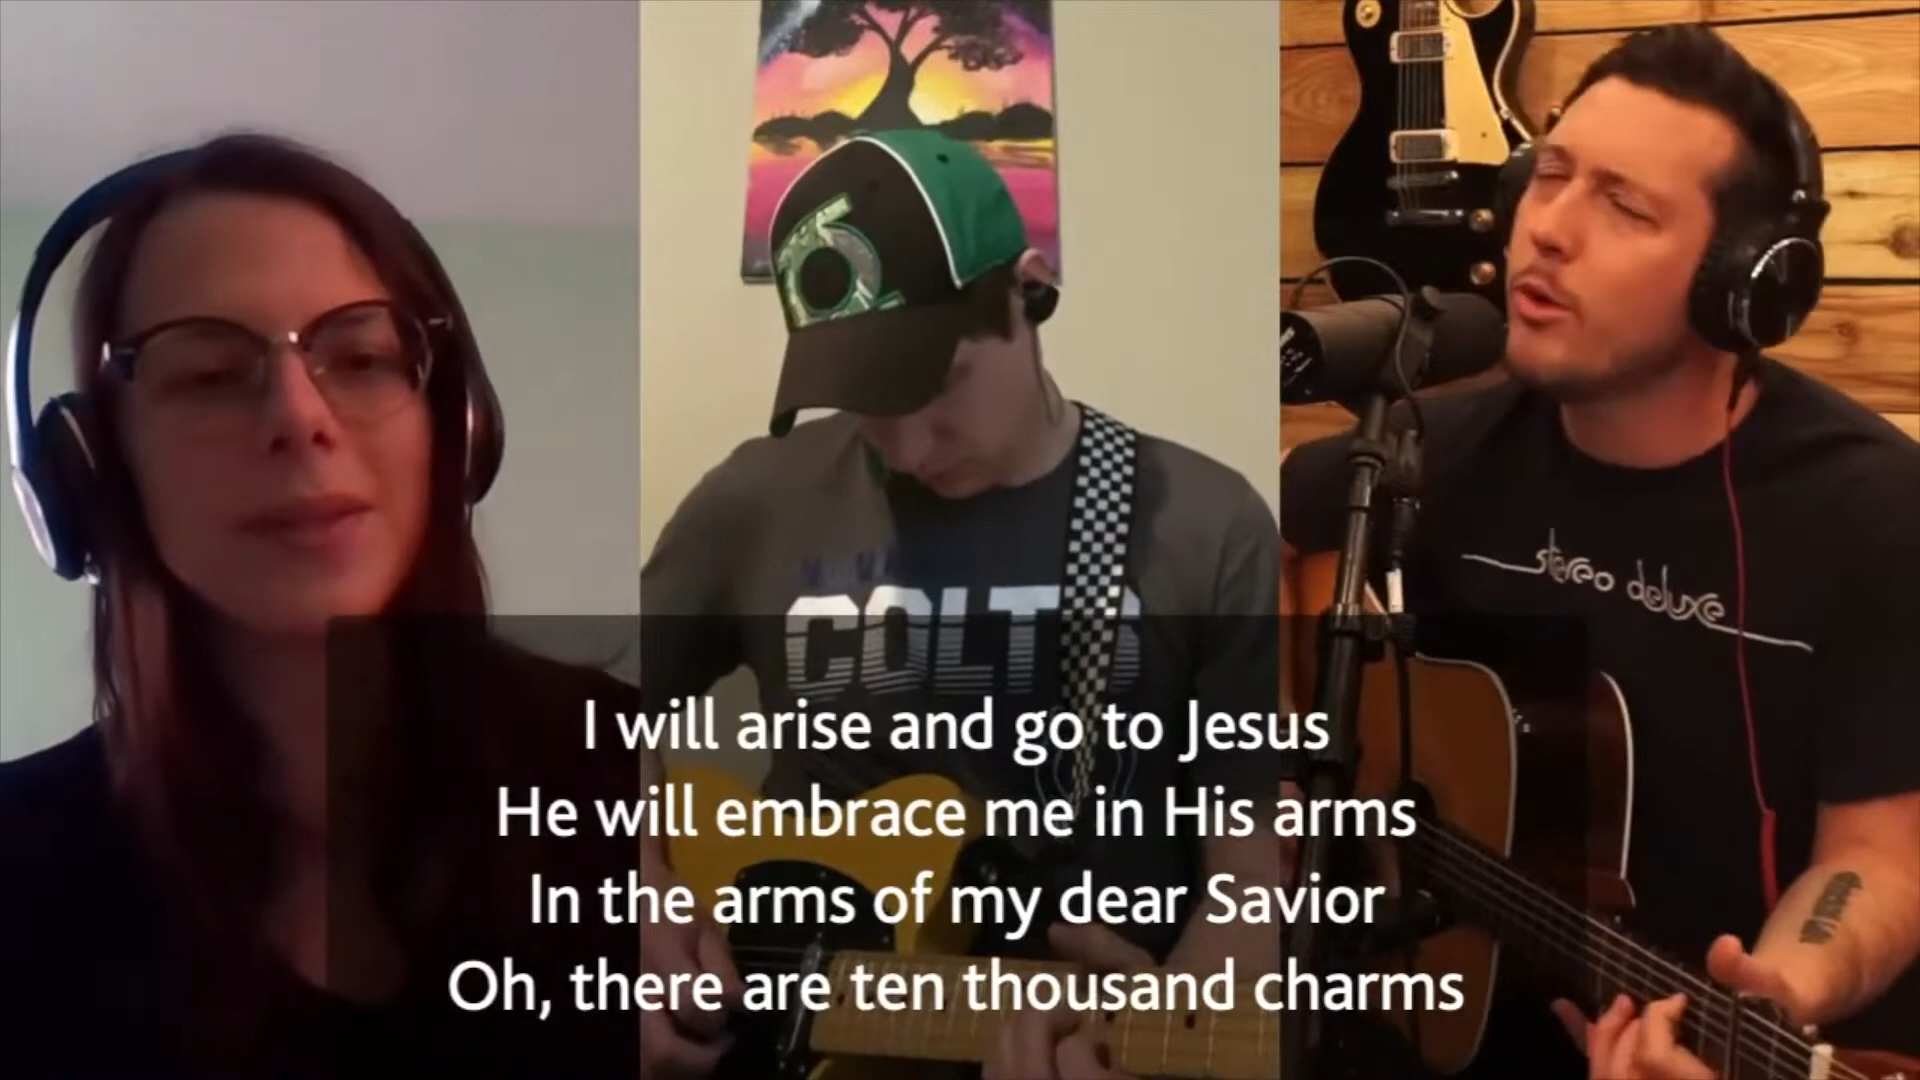 COLTS
stereo deluxe
I will arise and go to Jesus
He will embrace me in His arms
In the arms of my dear Savior
Oh, there are ten thousand charms